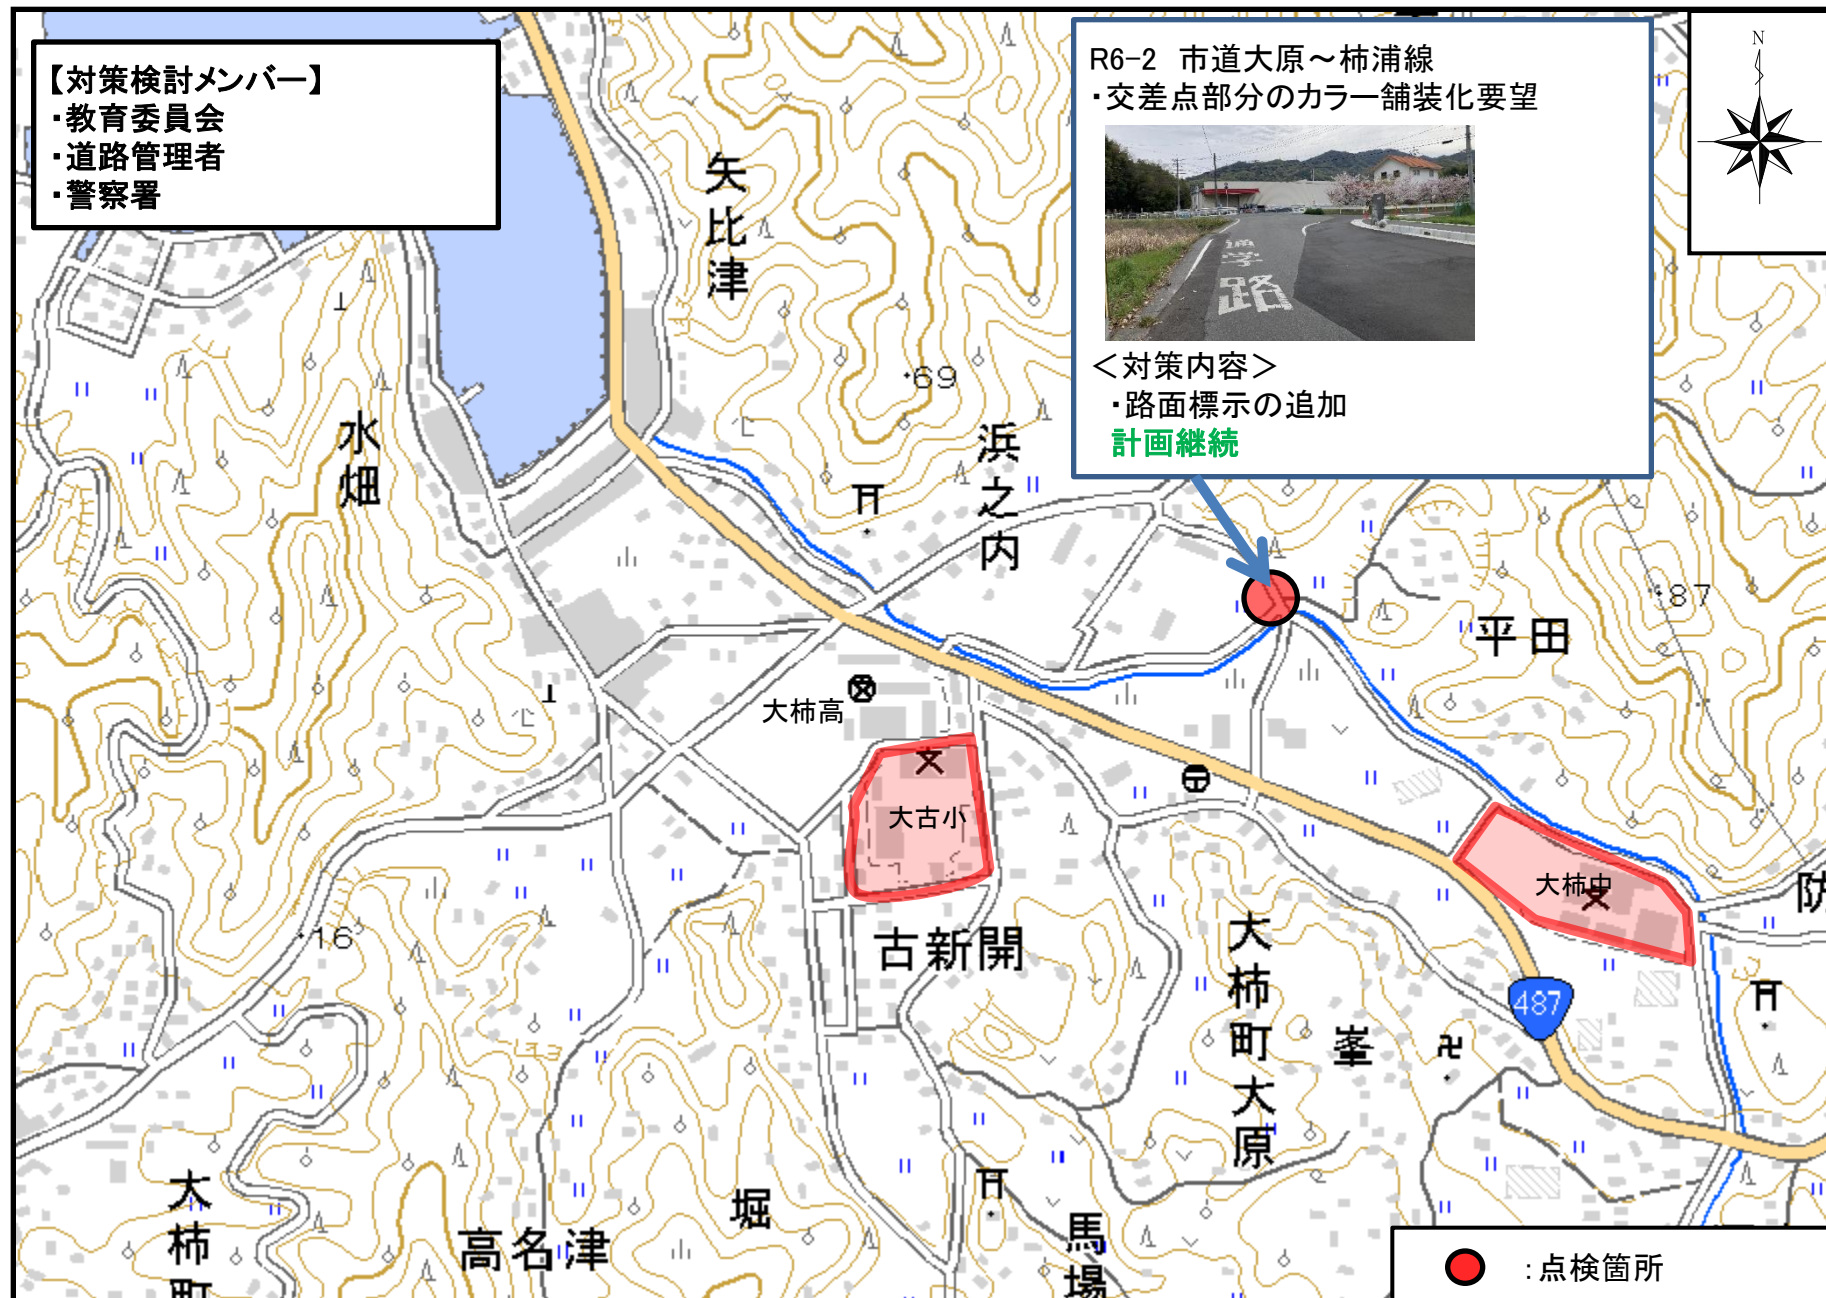 【対策検討メンバー】
・教育委員会
・道路管理者
・警察署
R6-2 市道大原～柿浦線
・交差点部分のカラー舗装化要望
＜対策内容＞
・路面標示の追加
計画継続
N
矢比津
69
水畑
浜之内
87
平田
大柿高
大古小
大柿中
防
16
古新開
大柿町大原
487
峯
大柿町
高名津
堀
馬場
：点検箇所